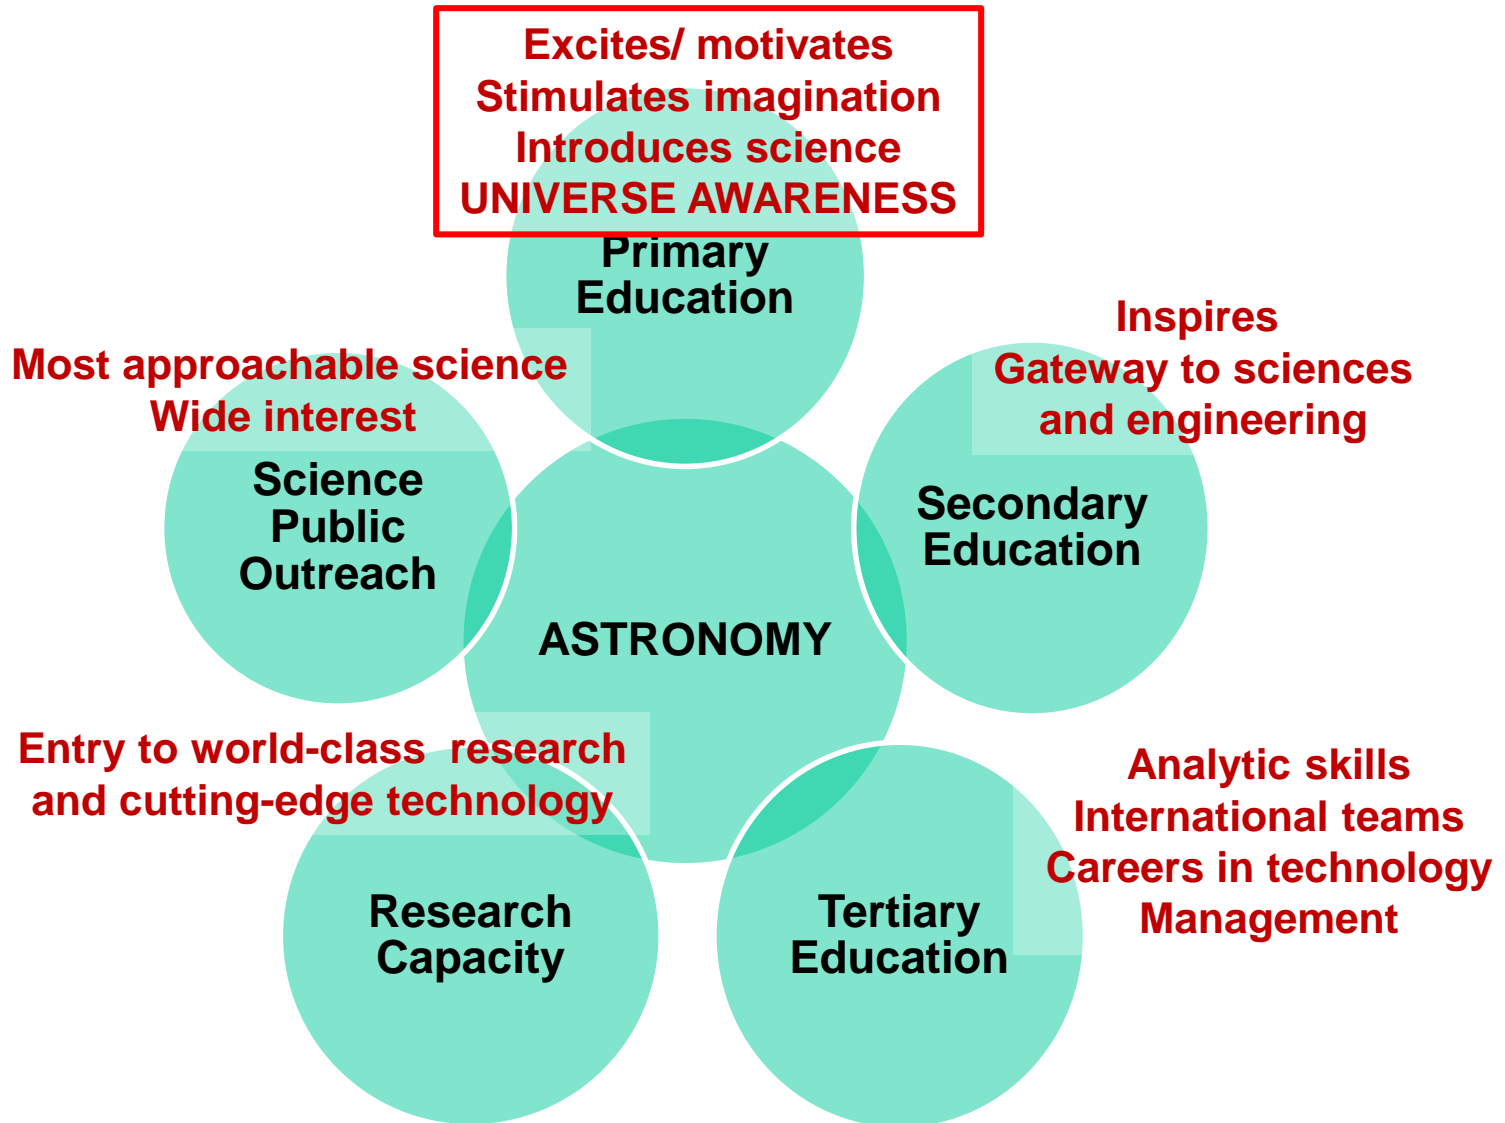 Excites/ motivates
Stimulates imagination
Introduces science
UNIVERSE AWARENESS
Primary
Education
Inspires
Gateway to sciences
and engineering
Secondary
Education
Most approachable science
Wide interest
Science
Public
Outreach
ASTRONOMY
Entry to world-class  research
and cutting-edge technology
Research
Capacity
Analytic skills
International teams
Careers in technology
Management
Tertiary
Education